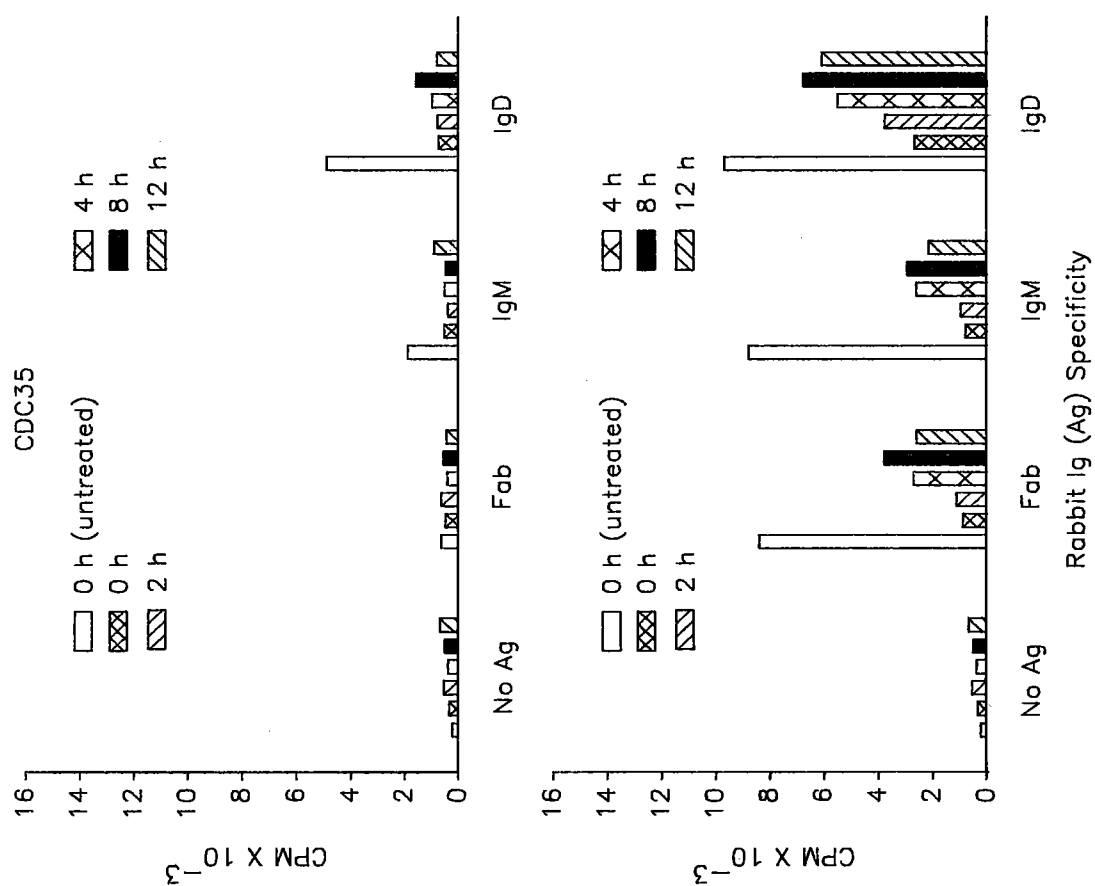 CDC35
0 h (untreated)
0 h
2 h
4 h
8 h
12 h
CPM X 10⁻³
16
14
12
10
8
6
4
2
0
No Ag Fab IgM IgD
0 h (untreated)
0 h
2 h
4 h
8 h
12 h
CPM X 10⁻³
16
14
12
10
8
6
4
2
0
No Ag Fab IgM IgD
Rabbit Ig (Ag) Specificity